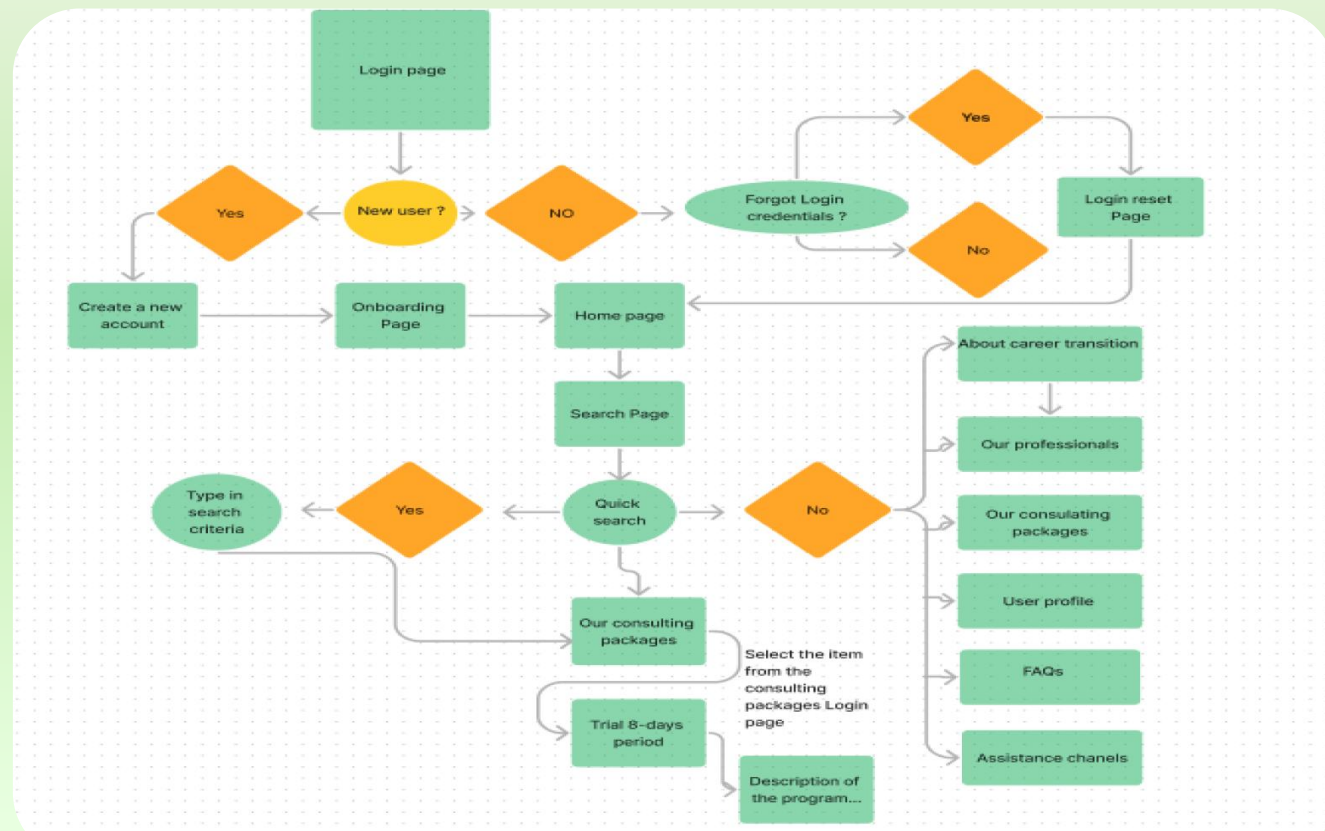 Login page
Yes
New user ?
NO
Forgot Login
credentials ?
Yes
No
Login reset
Page
Create a new
account
Onboarding
Page
Home page
Search Page
Type in
search
criteria
Yes
Quick
search
No
About career transition
Our professionals
Our consulating
packages
User profile
FAQs
Assistance chanels
Our consulting
packages
Select the item
from the
consulting
packages Login
page
Trial 8-days
period
Description of
the program...